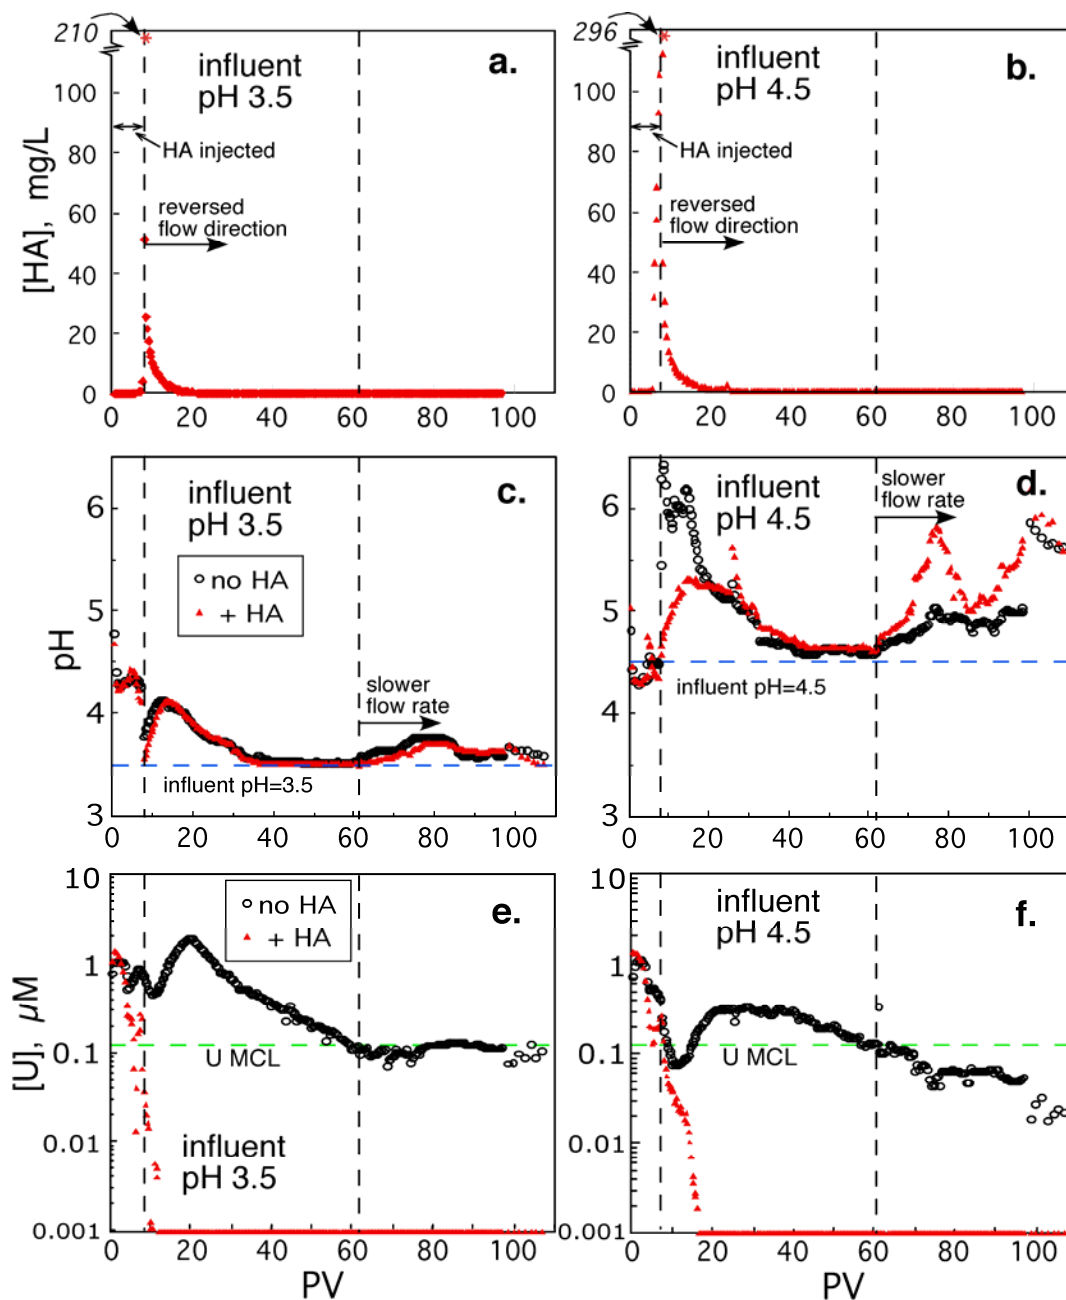 210
a.
influent
pH 3.5
100
HA injected
80
reversed
flow direction
60
40
20
0
[HA], mg/L
0 20 40 60 80 100
296
b.
influent
pH 4.5
100
HA injected
80
reversed
flow direction
60
40
20
0
0 20 40 60 80 100
c.
influent
pH 3.5
6
no HA
+ HA
5
slower
flow rate
4
influent pH=3.5
3
pH
0 20 40 60 80 100
d.
influent
pH 4.5
slower
flow rate
6
5
influent pH=4.5
4
3
0 20 40 60 80 100
10
e.
no HA
+ HA
1
0.1
U MCL
0.01
influent
pH 3.5
0.001
[U], µM
0 20 40 60 80 100
PV
10
f.
influent
pH 4.5
1
0.1
U MCL
0.01
0.001
0 20 40 60 80 100
PV